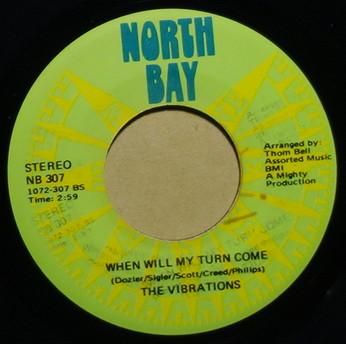 NORTH
BAY
STEREO
NB 307
1072-307 BS
Time: 2:59
Arranged by:
Thom Bell
Assorted Music
BMI
A Mighty
Production
WHEN WILL MY TURN COME
(Dozier/Sigler/Scott/Creed/Philips)
THE VIBRATIONS